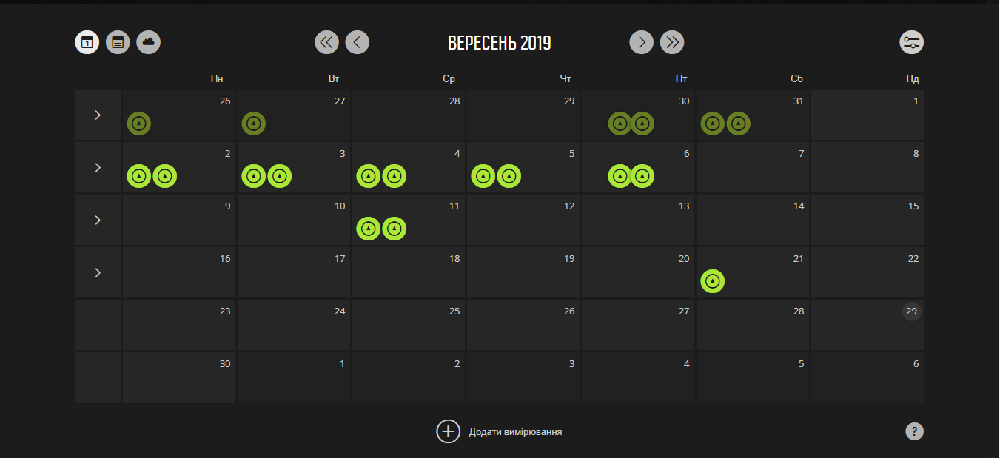 1 ВЕРЕСЕНЬ 2019
Пн Вт Ср Чт Пт Сб Нд
26 27 28 29 30 31 1
2 3 4 5 6 7 8
9 10 11 12 13 14 15
16 17 18 19 20 21 22
23 24 25 26 27 28 29
30 1 2 3 4 5 6
Додати вимірювання ?